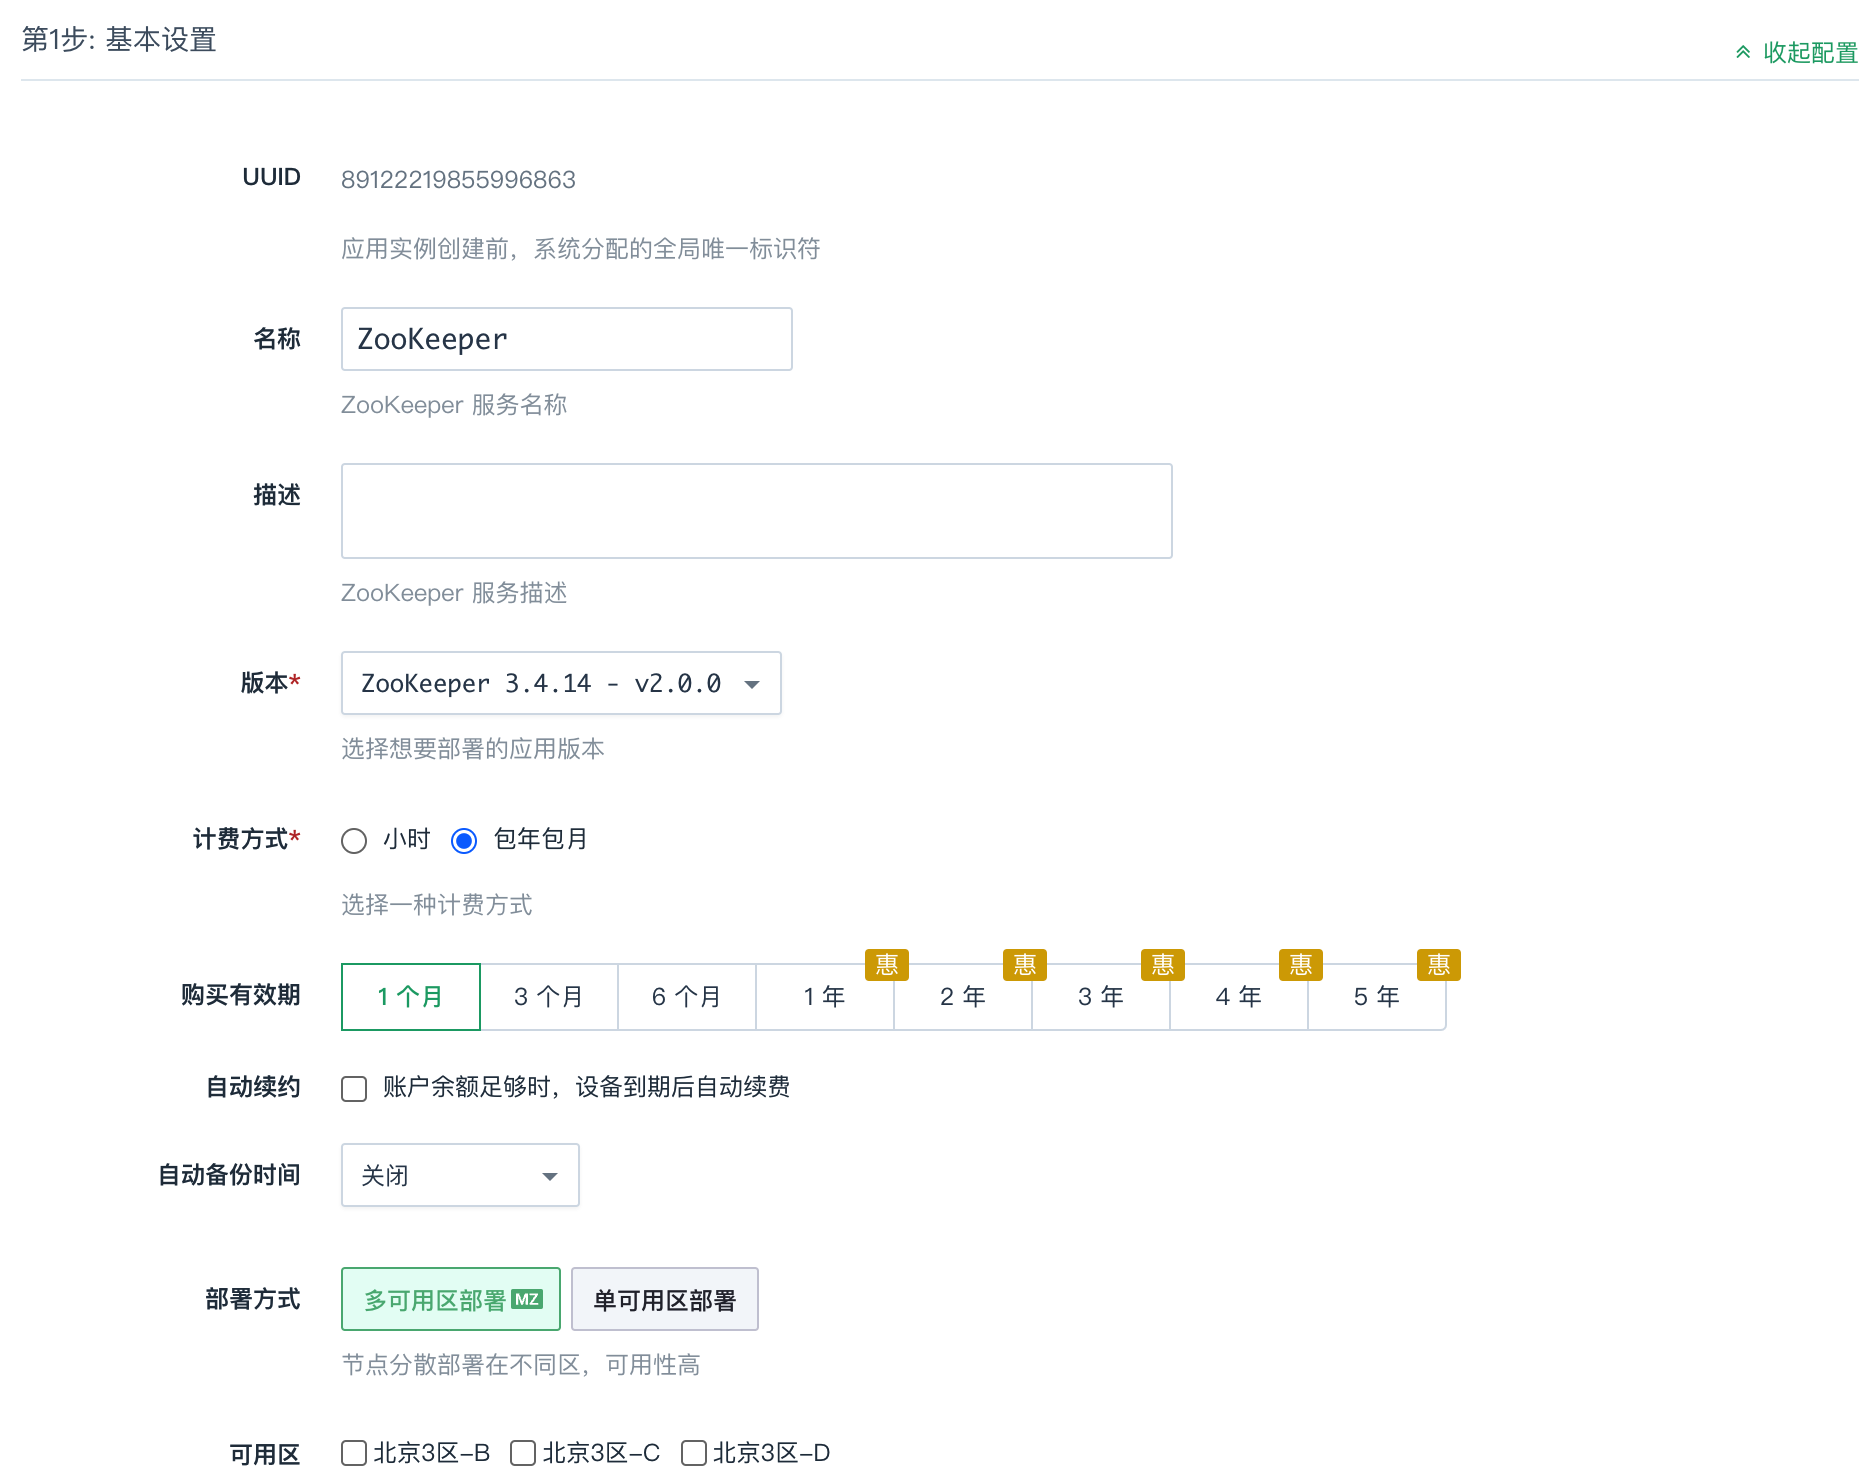 第1步: 基本设置
收起配置
UUID 89122219855996863
应用实例创建前，系统分配的全局唯一标识符
名称 ZooKeeper
ZooKeeper 服务名称
描述
ZooKeeper 服务描述
版本* ZooKeeper 3.4.14 - v2.0.0
选择想要部署的应用版本
计费方式* 小时 包年包月
选择一种计费方式
惠 惠 惠 惠 惠
购买有效期 1 个月 3 个月 6 个月 1 年 2 年 3 年 4 年 5 年
自动续约 账户余额足够时，设备到期后自动续费
自动备份时间 关闭
部署方式 多可用区部署 MZ 单可用区部署
节点分散部署在不同区，可用性高
可用区 北京3区-B 北京3区-C 北京3区-D